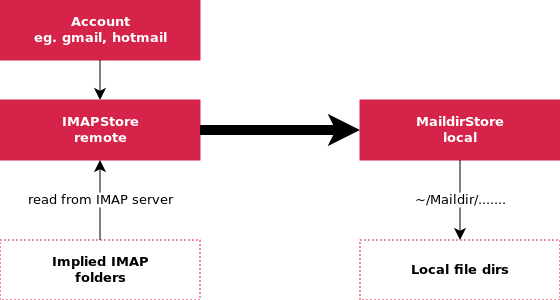 Account
eg. gmail, hotmail
IMAPStore
remote
MaildirStore
local
read from IMAP server
~/Maildir/.......
Implied IMAP
folders
Local file dirs